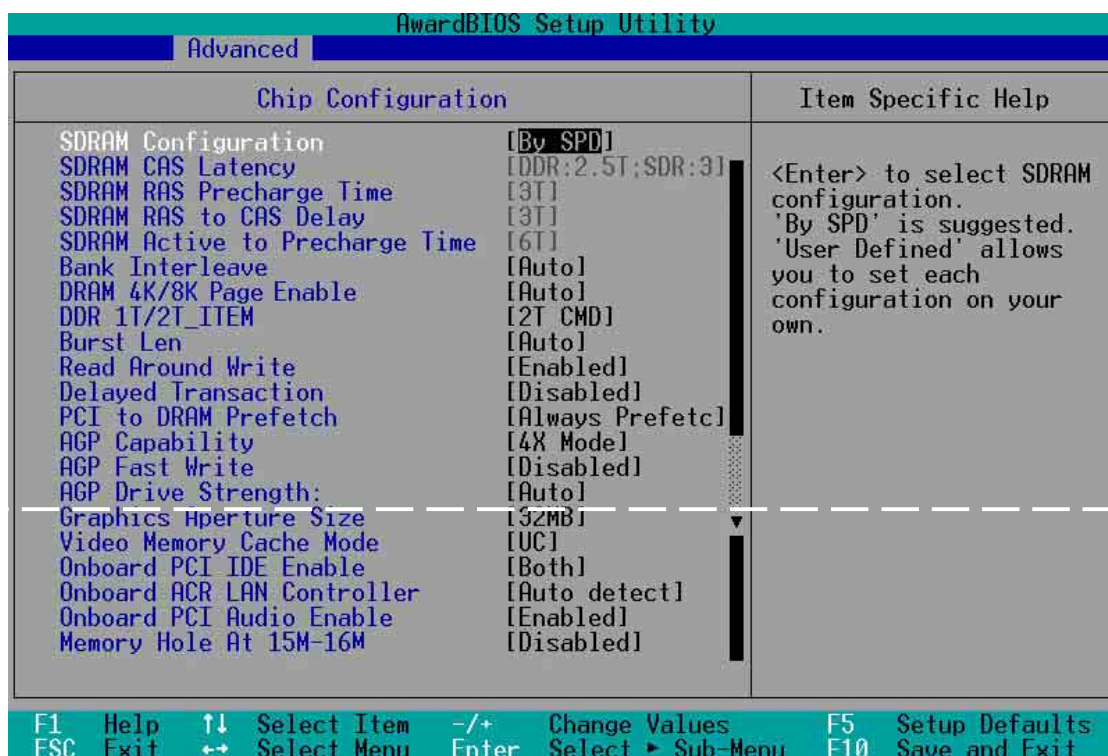 AwardBIOS Setup Utility
Advanced
Chip Configuration
Item Specific Help
SDRAM Configuration [By SPD]
SDRAM CAS Latency [DDR:2.5T;SDR:3]
SDRAM RAS Precharge Time [3T]
SDRAM RAS to CAS Delay [3T]
SDRAM Active to Precharge Time [6T]
Bank Interleave [Auto]
DRAM 4K/8K Page Enable [Auto]
DDR 1T/2T_ITEM [2T CMD]
Burst Len [Auto]
Read Around Write [Enabled]
Delayed Transaction [Disabled]
PCI to DRAM Prefetch [Always Prefetc]
AGP Capability [4X Mode]
AGP Fast Write [Disabled]
AGP Drive Strength: [Auto]
Graphics Aperture Size [32MB]
Video Memory Cache Mode [UC]
Onboard PCI IDE Enable [Both]
Onboard ACR LAN Controller [Auto detect]
Onboard PCI Audio Enable [Enabled]
Memory Hole At 15M-16M [Disabled]
<Enter> to select SDRAM
configuration.
'By SPD' is suggested.
'User Defined' allows
you to set each
configuration on your
own.
F1 Help ↑↓ Select Item -/+ Change Values F5 Setup Defaults
ESC Exit ←→ Select Menu Enter Select ► Sub-Menu F10 Save and Exit